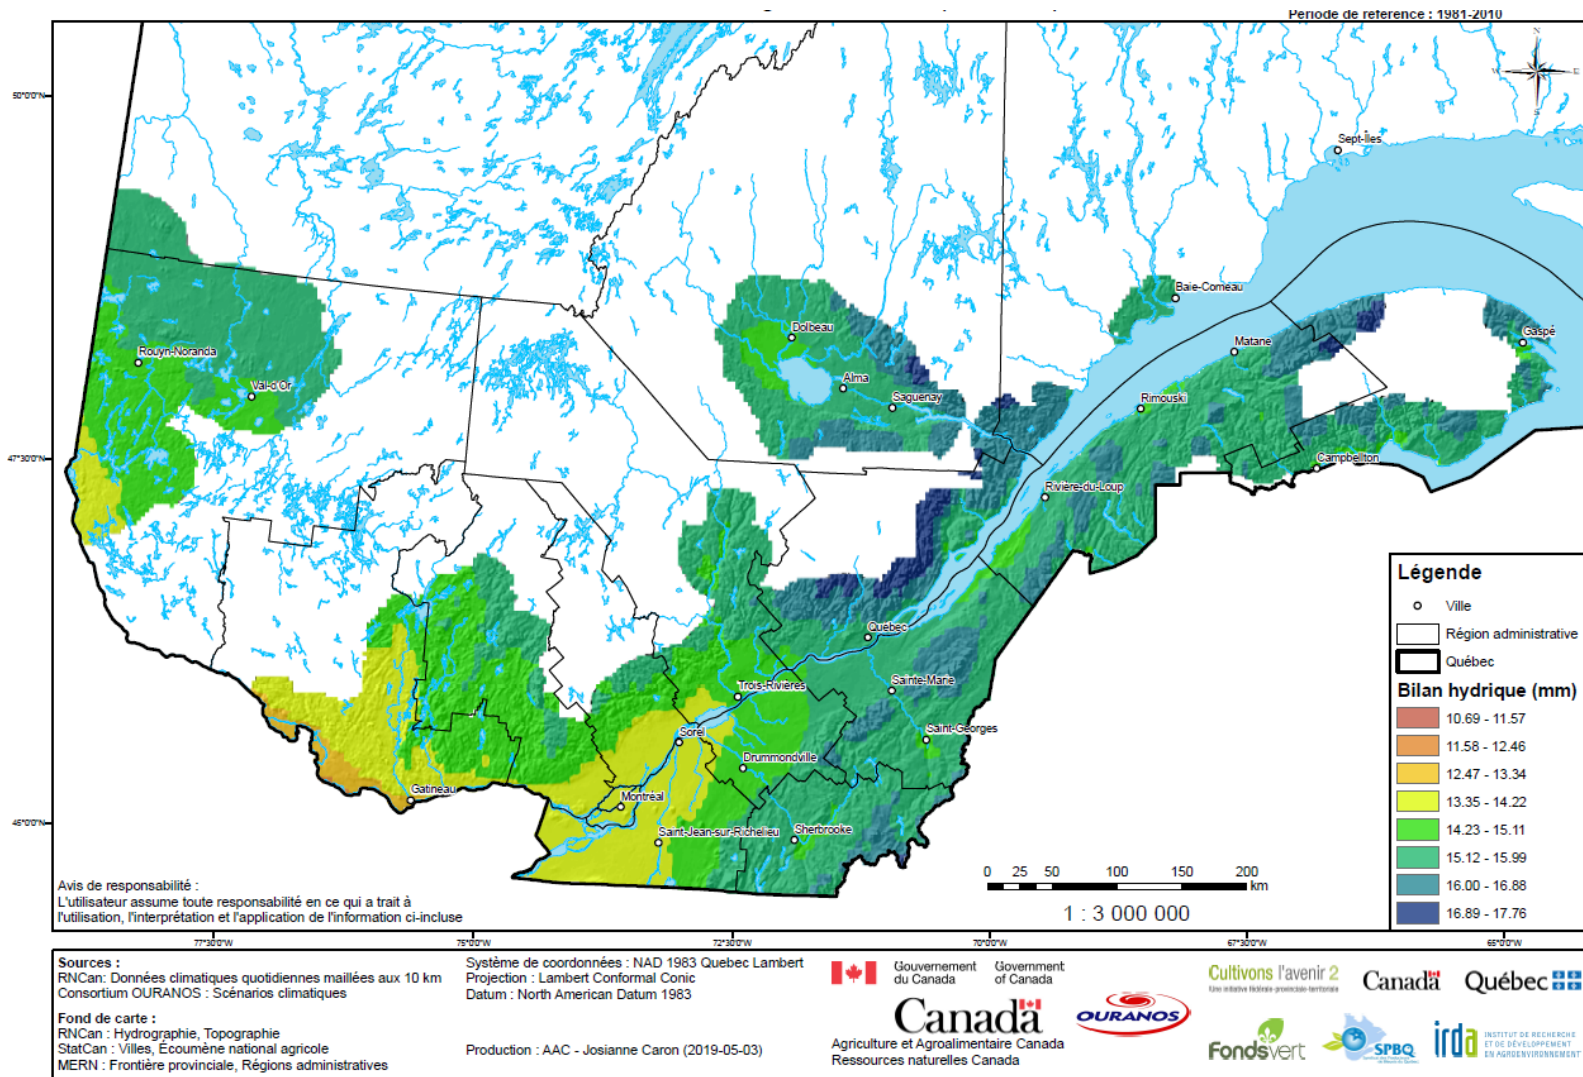 Période de référence : 1981-2010
N
W
E
S
50°0'0"N
47°30'0"N
45°0'0"N
Sept-Îles
Baie-Comeau
Dolbeau
Matane
Gaspé
Rouyn-Noranda
Val-d'Or
Alma
Saguenay
Rimouski
Campbellton
Rivière-du-Loup
Québec
Sainte-Marie
Trois-Rivières
Saint-Georges
Sorel
Drummondville
Gatineau
Montréal
Saint-Jean-sur-Richelieu
Sherbrooke
Légende
Ville
Région administrative
Québec
Bilan hydrique (mm)
10.69 - 11.57
11.58 - 12.46
12.47 - 13.34
13.35 - 14.22
14.23 - 15.11
15.12 - 15.99
16.00 - 16.88
16.89 - 17.76
0 25 50 100 150 200
km
1 : 3 000 000
Avis de responsabilité :
L'utilisateur assume toute responsabilité en ce qui a trait à
l'utilisation, l'interprétation et l'application de l'information ci-incluse
77°30'0"W 75°0'0"W 72°30'0"W 70°0'0"W 67°30'0"W 65°0'0"W
Sources :
RNCan: Données climatiques quotidiennes maillées aux 10 km
Consortium OURANOS : Scénarios climatiques
Fond de carte :
RNCan : Hydrographie, Topographie
StatCan : Villes, Écoumène national agricole
MERN : Frontière provinciale, Régions administratives
Système de coordonnées : NAD 1983 Quebec Lambert
Projection : Lambert Conformal Conic
Datum : North American Datum 1983
Production : AAC - Josianne Caron (2019-05-03)
Gouvernement
du Canada
Government
of Canada
Canada
Agriculture et Agroalimentaire Canada
Ressources naturelles Canada
OURANOS
Cultivons l'avenir 2
Une initiative fédérale-provinciale-territoriale
Canada
Québec
Fondsvert
SPBQ
irda
INSTITUT DE RECHERCHE
ET DE DÉVELOPPEMENT
EN AGROENVIRONNEMENT